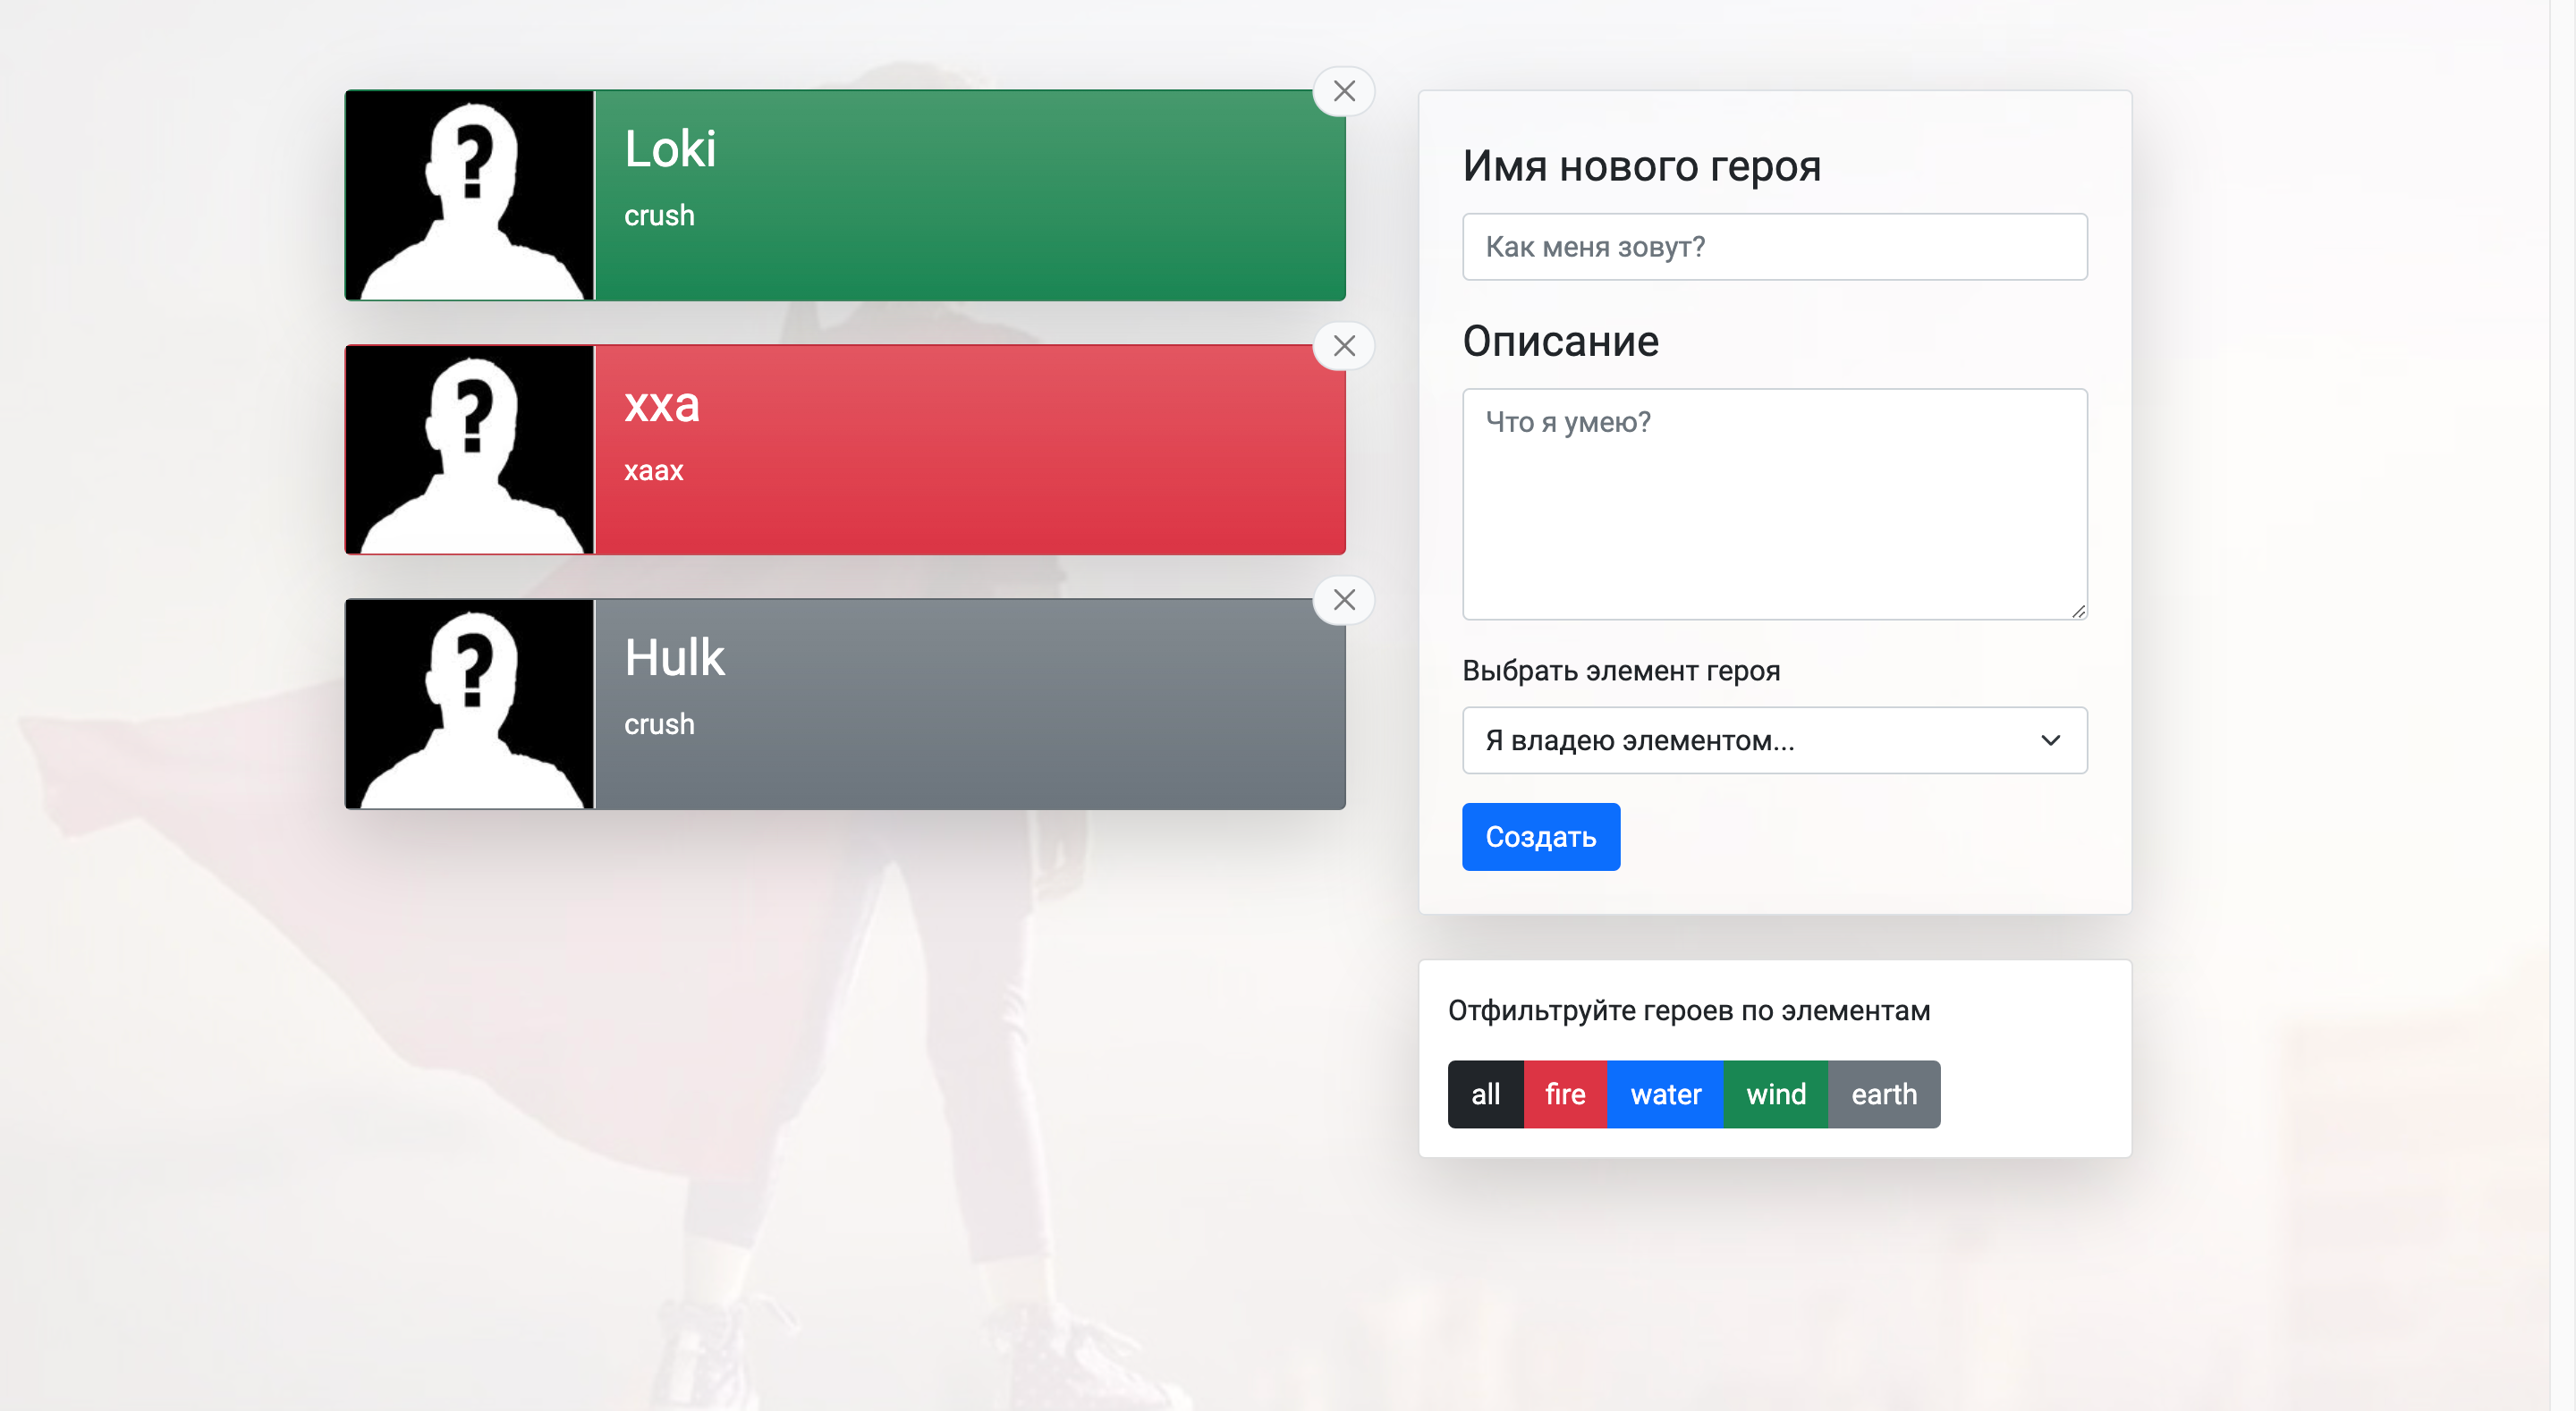 Loki
crush
xxa
xaax
Hulk
crush
Имя нового героя
Как меня зовут?
Описание
Что я умею?
Выбрать элемент героя
Я владею элементом...
Создать
Отфильтруйте героев по элементам
all fire water wind earth